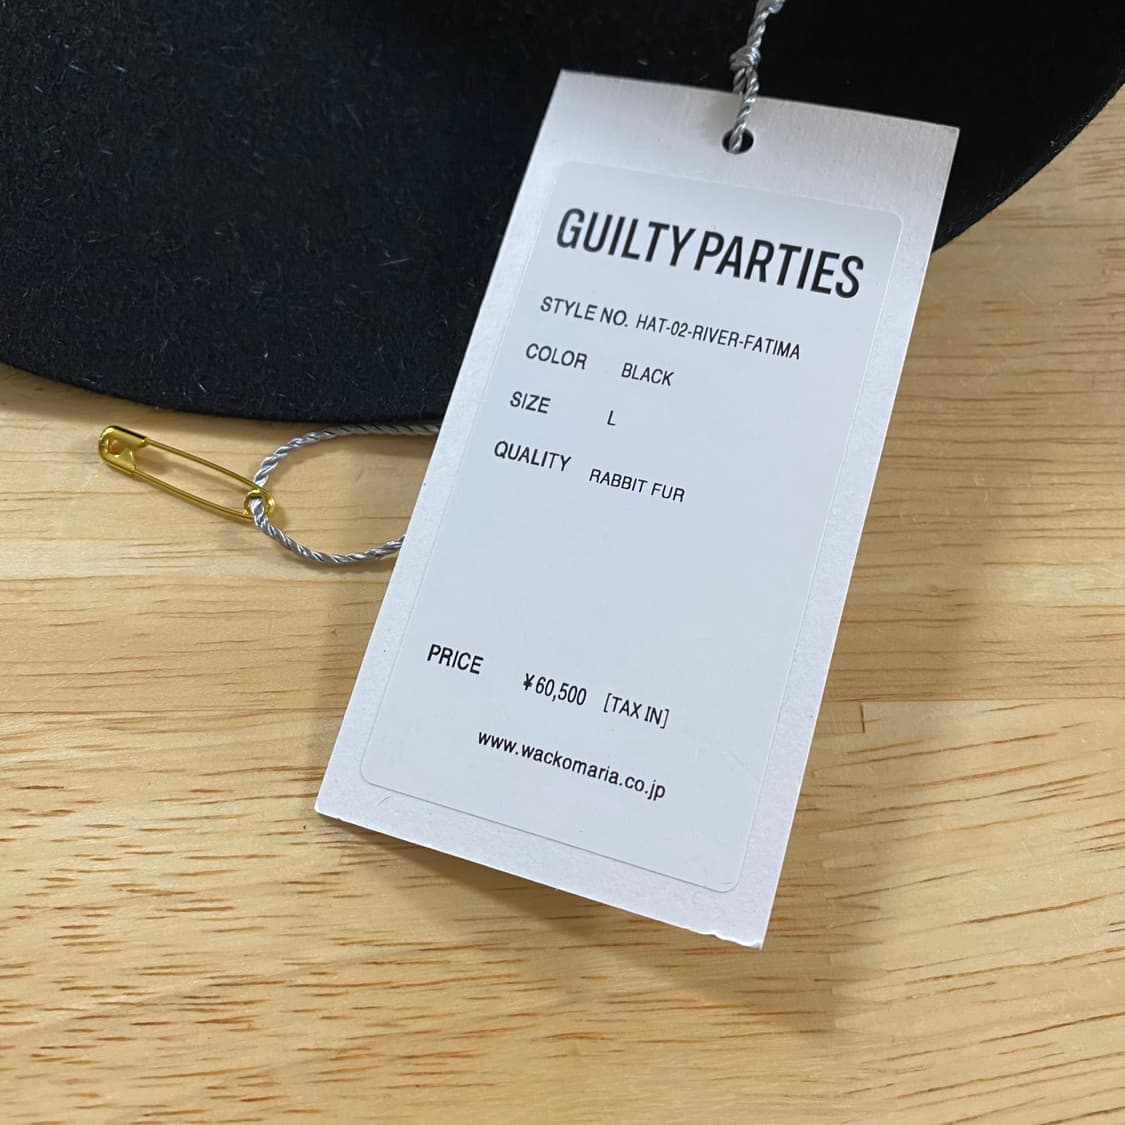 GUILTY PARTIES
STYLE NO. HAT-02-RIVER-FATIMA
COLOR BLACK
SIZE L
QUALITY RABBIT FUR
PRICE ¥60,500 [TAX IN]
www.wackomaria.co.jp